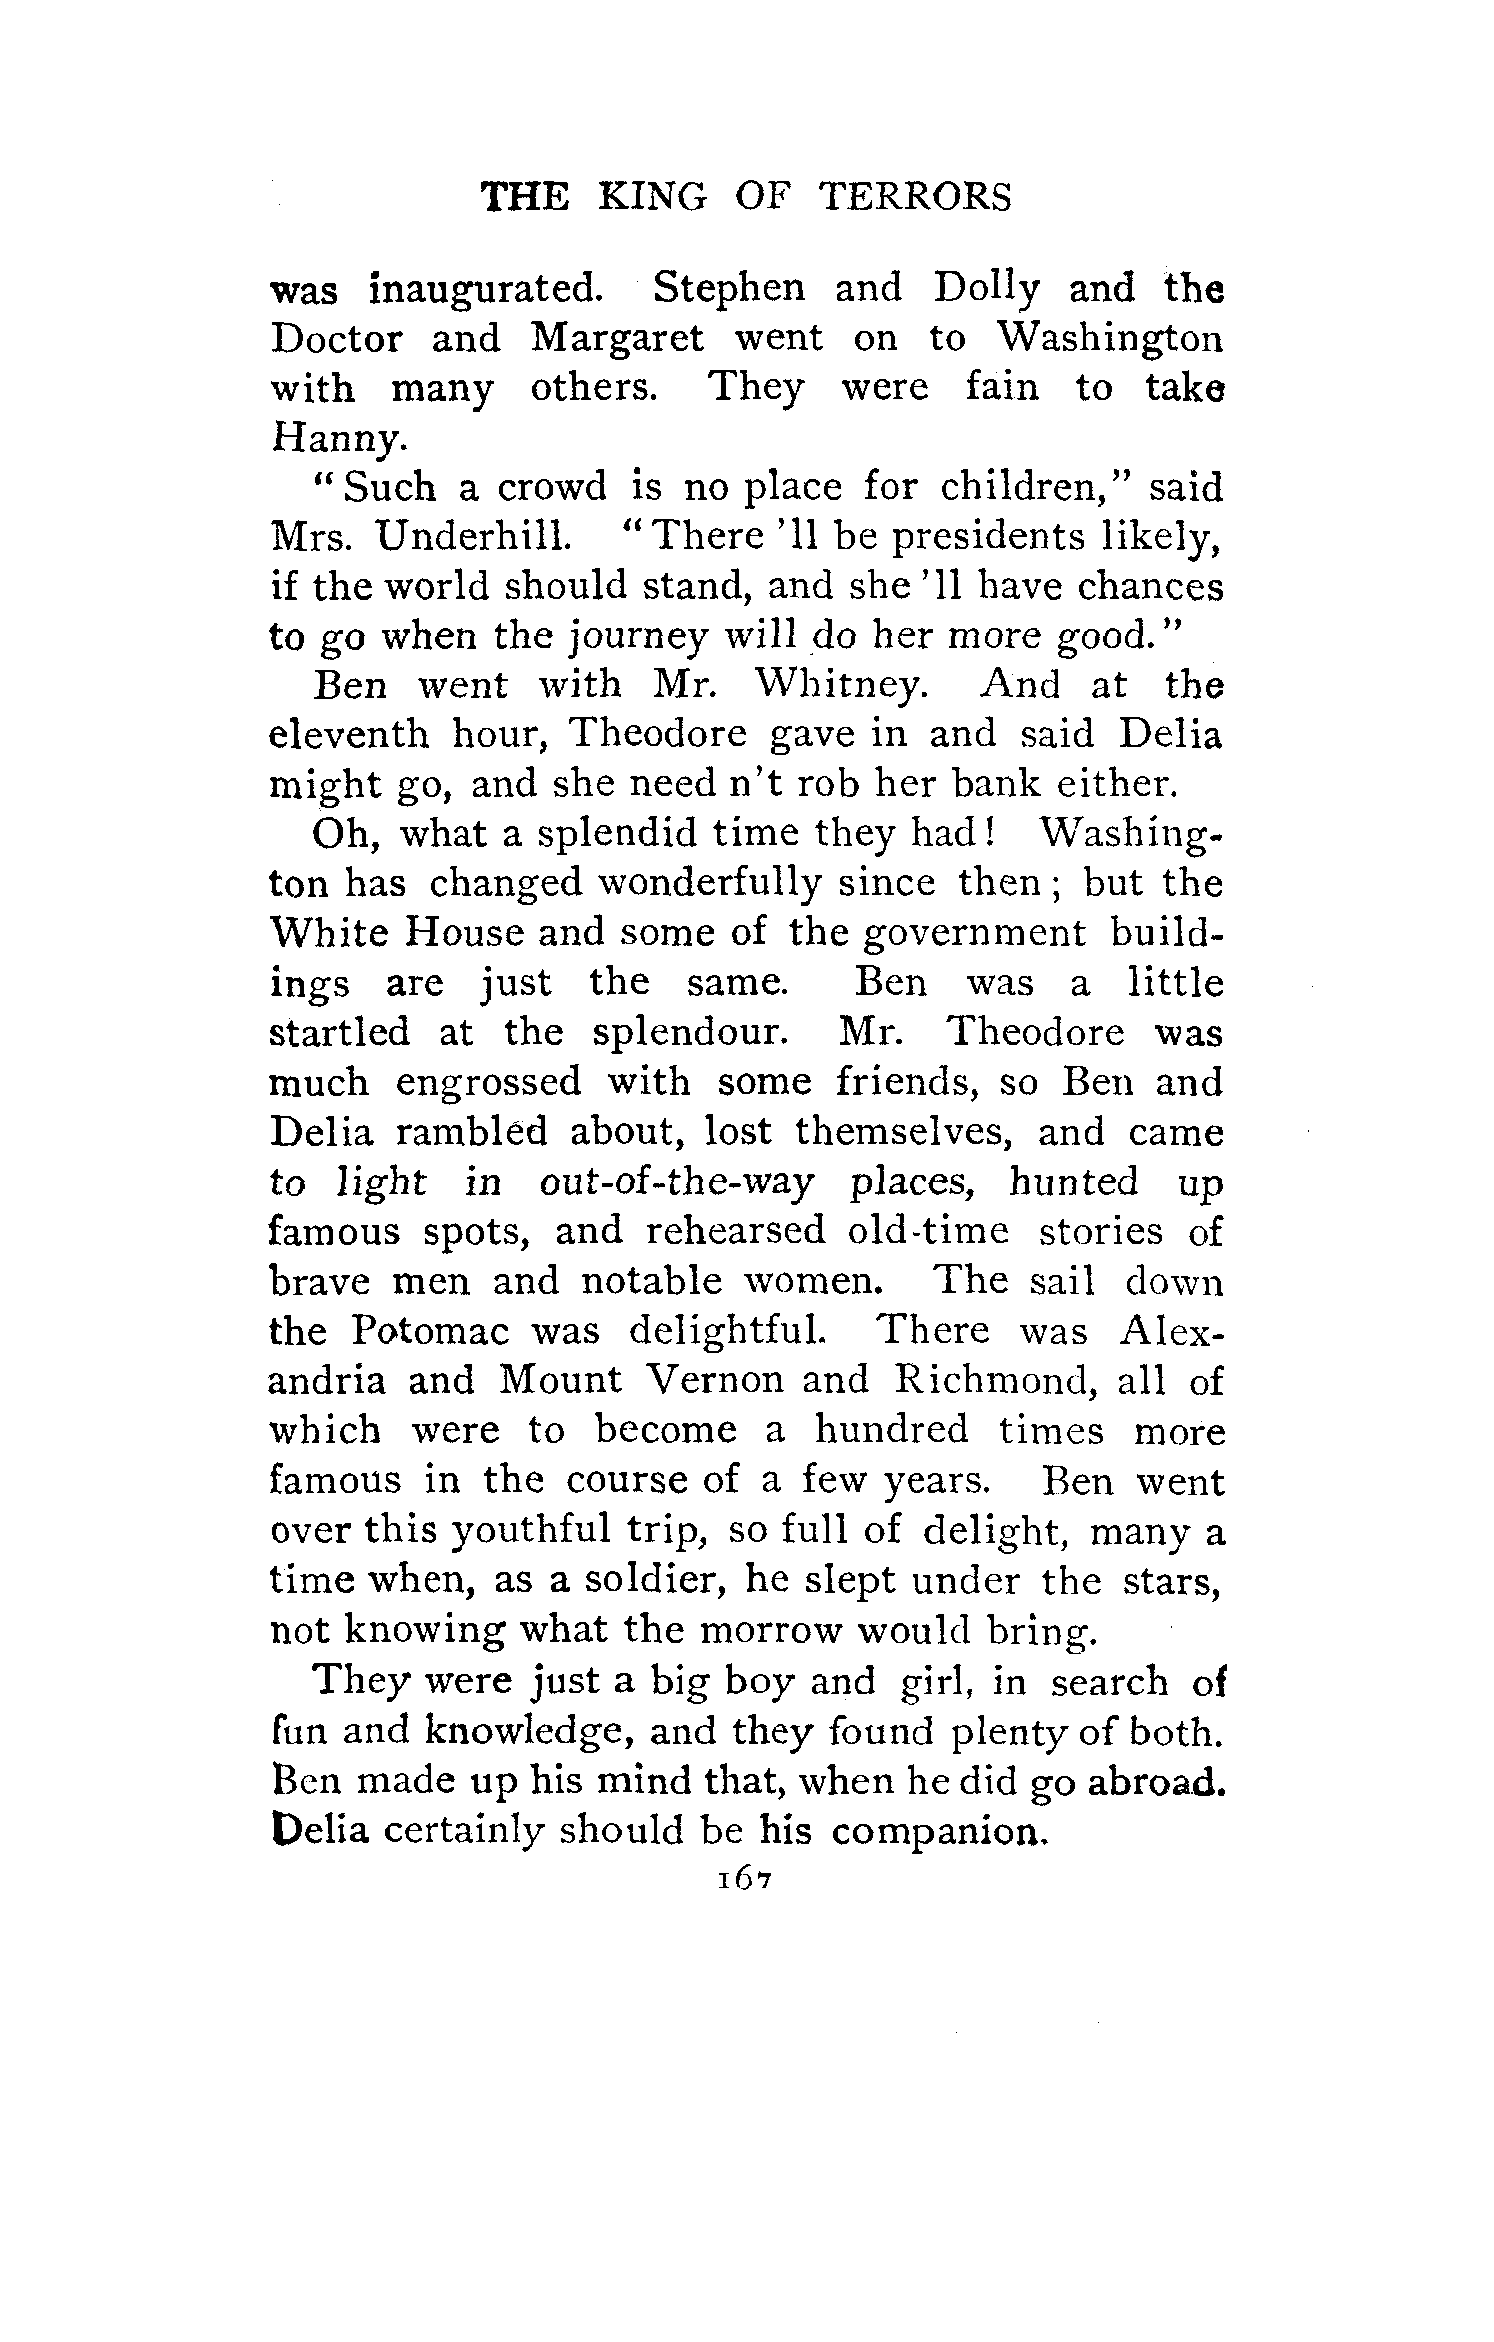 THE KING OF TERRORS
was inaugurated. Stephen and Dolly and the
Doctor and Margaret went on to Washington
with many others. They were fain to take
Hanny.
“ Such a crowd is no place for children,” said
Mrs. Underhill. “ There ’ll be presidents likely,
if the world should stand, and she ’ll have chances
to go when the journey will do her more good.”
Ben went with Mr. Whitney. And at the
eleventh hour, Theodore gave in and said Delia
might go, and she need n’t rob her bank either.
Oh, what a splendid time they had ! Washing-
ton has changed wonderfully since then ; but the
White House and some of the government build-
ings are just the same. Ben was a little
startled at the splendour. Mr. Theodore was
much engrossed with some friends, so Ben and
Delia rambled about, lost themselves, and came
to light in out-of-the-way places, hunted up
famous spots, and rehearsed old-time stories of
brave men and notable women. The sail down
the Potomac was delightful. There was Alex-
andria and Mount Vernon and Richmond, all of
which were to become a hundred times more
famous in the course of a few years. Ben went
over this youthful trip, so full of delight, many a
time when, as a soldier, he slept under the stars,
not knowing what the morrow would bring.
They were just a big boy and girl, in search of
fun and knowledge, and they found plenty of both.
Ben made up his mind that, when he did go abroad.
Delia certainly should be his companion.
167